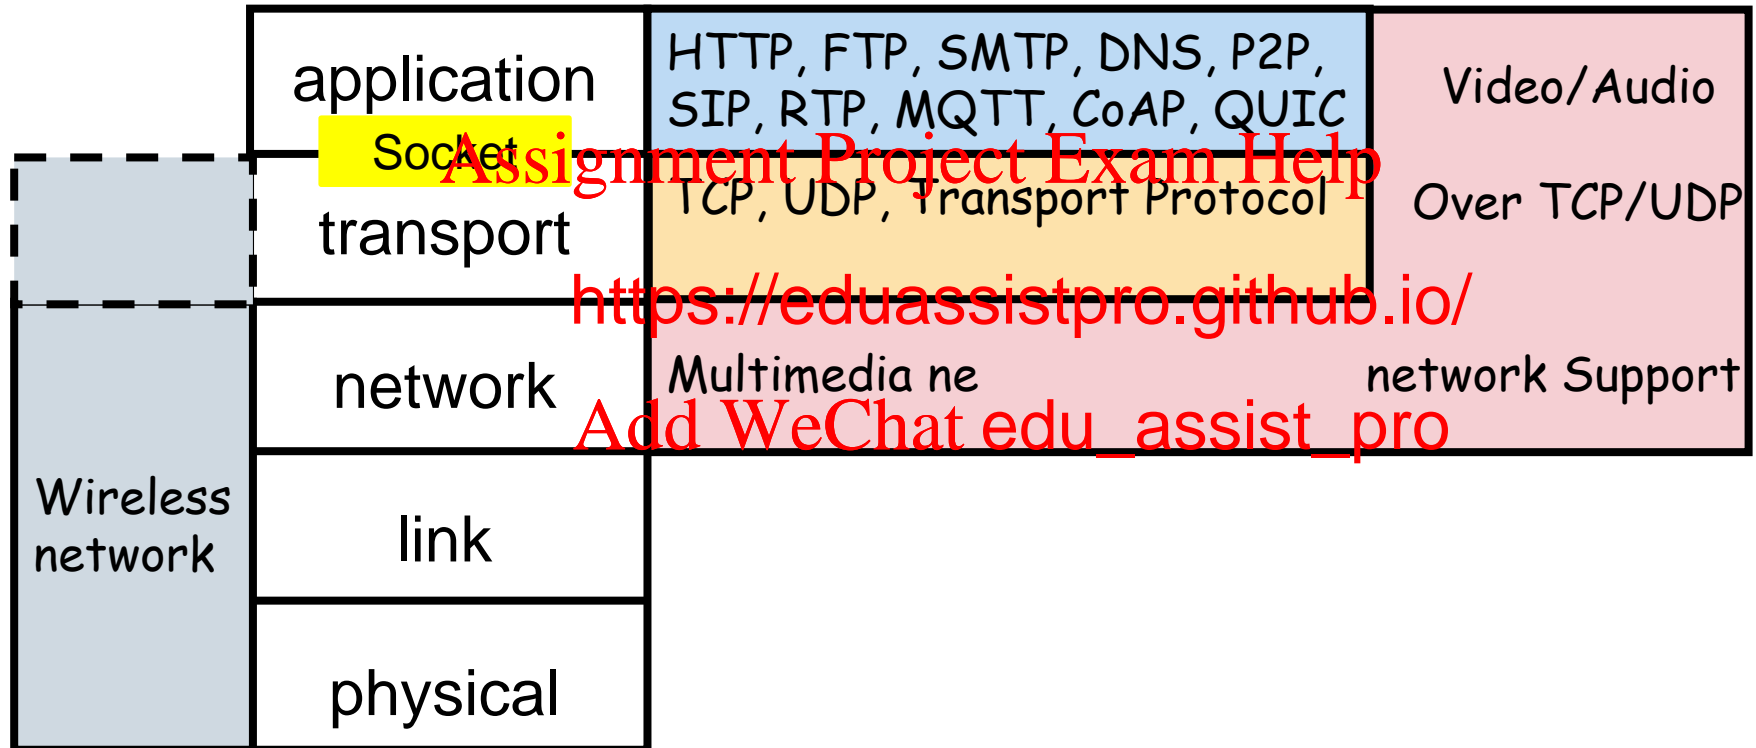 application
HTTP, FTP, SMTP, DNS, P2P,
SIP, RTP, MQTT, CoAP, QUIC
Video/Audio
Socket
Assignment Project Exam Help
transport
TCP, UDP, Transport Protocol
Over TCP/UDP
https://eduassistpro.github.io/
network
Multimedia ne
network Support
Add WeChat edu_assist_pro
Wireless
network
link
physical